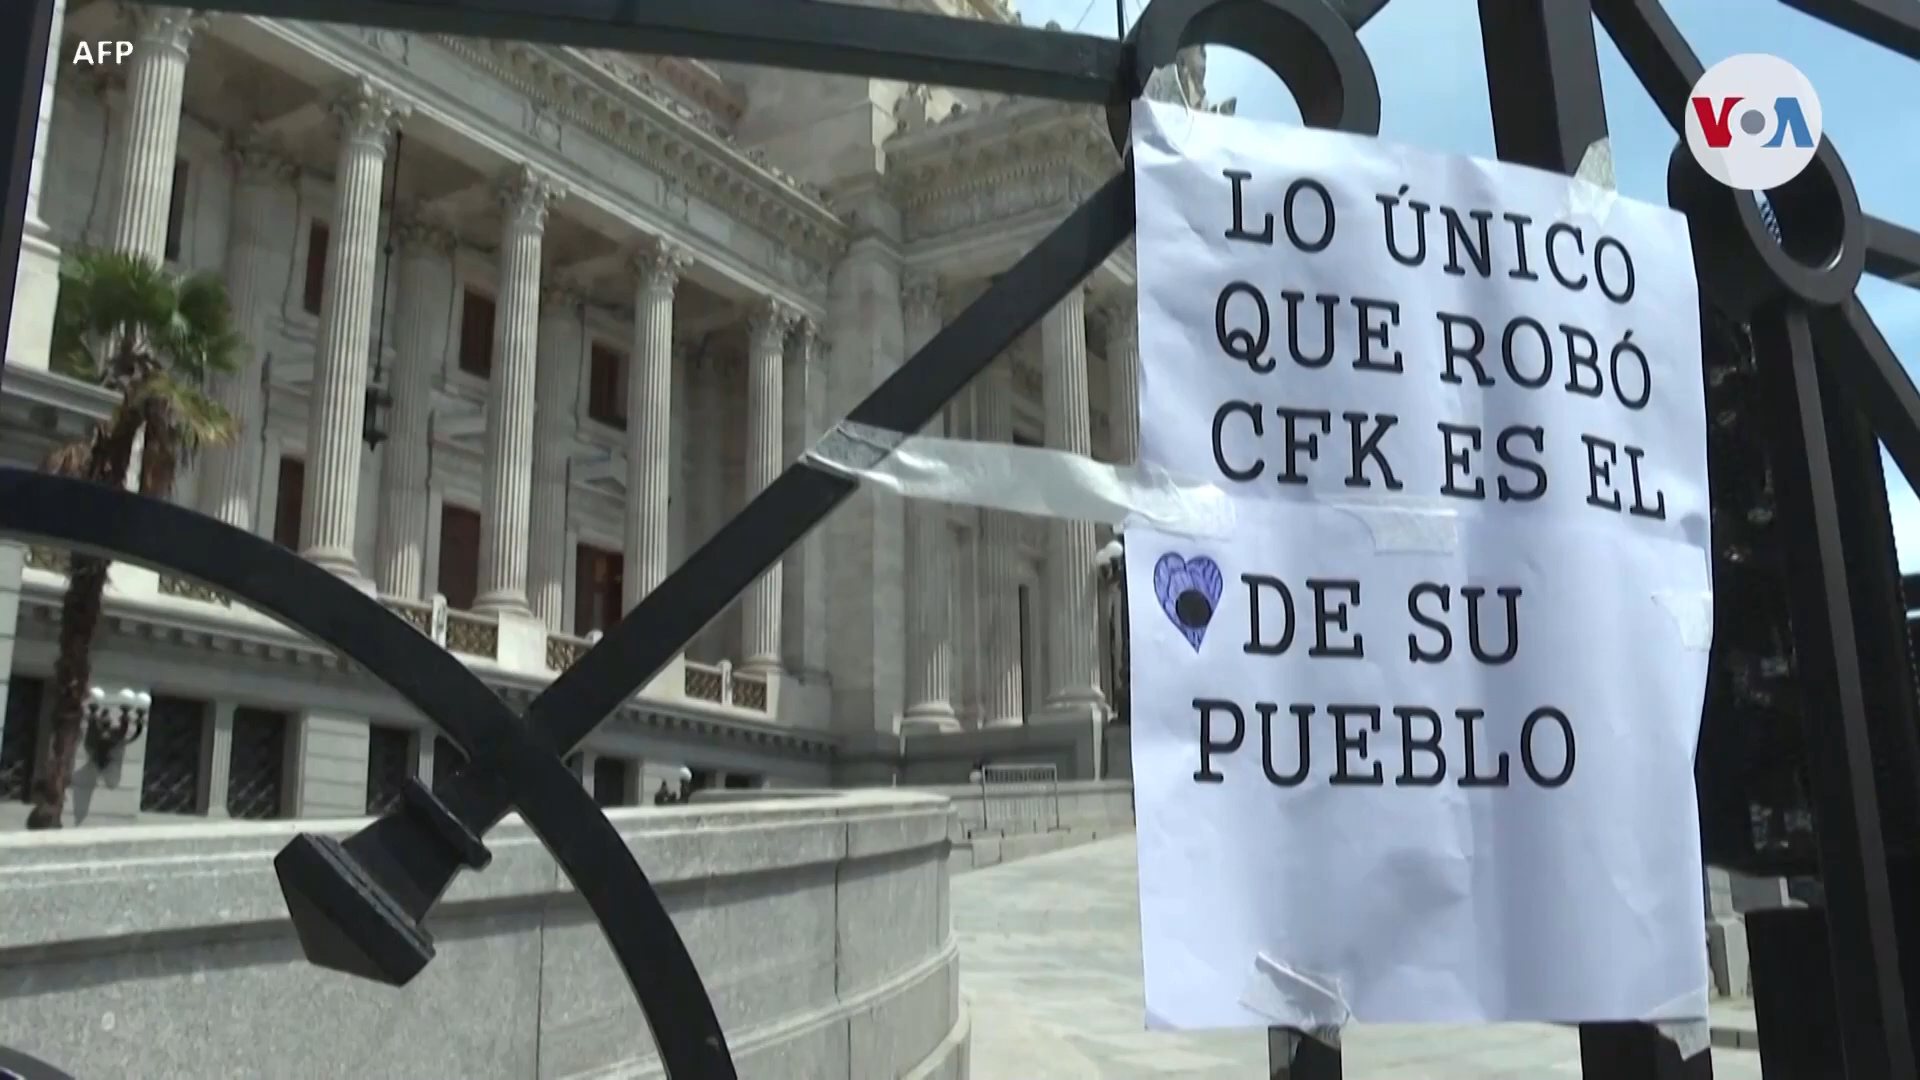 AFP
VOA
LO ÚNICO
QUE ROBÓ
CFK ES EL
DE SU
PUEBLO